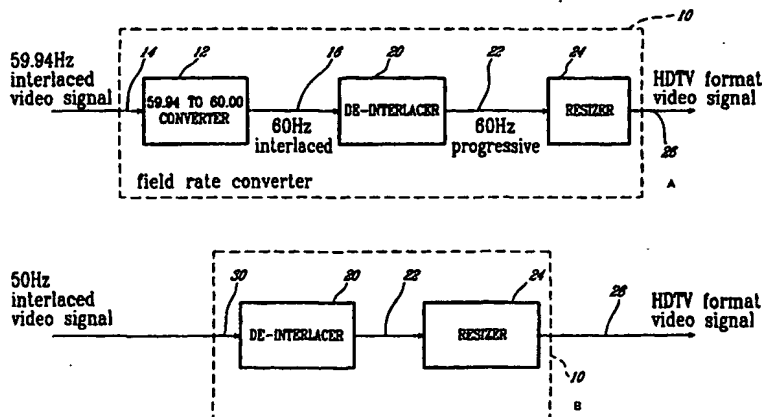 10
59.94Hz
interlaced
video signal
14
12
59.94 TO 60.00
CONVERTER
16
60Hz
interlaced
20
DE-INTERLACER
22
60Hz
progressive
24
RESIZER
HDTV format
video signal
26
field rate converter
A
50Hz
interlaced
video signal
30
20
DE-INTERLACER
22
24
RESIZER
26
HDTV format
video signal
10
B